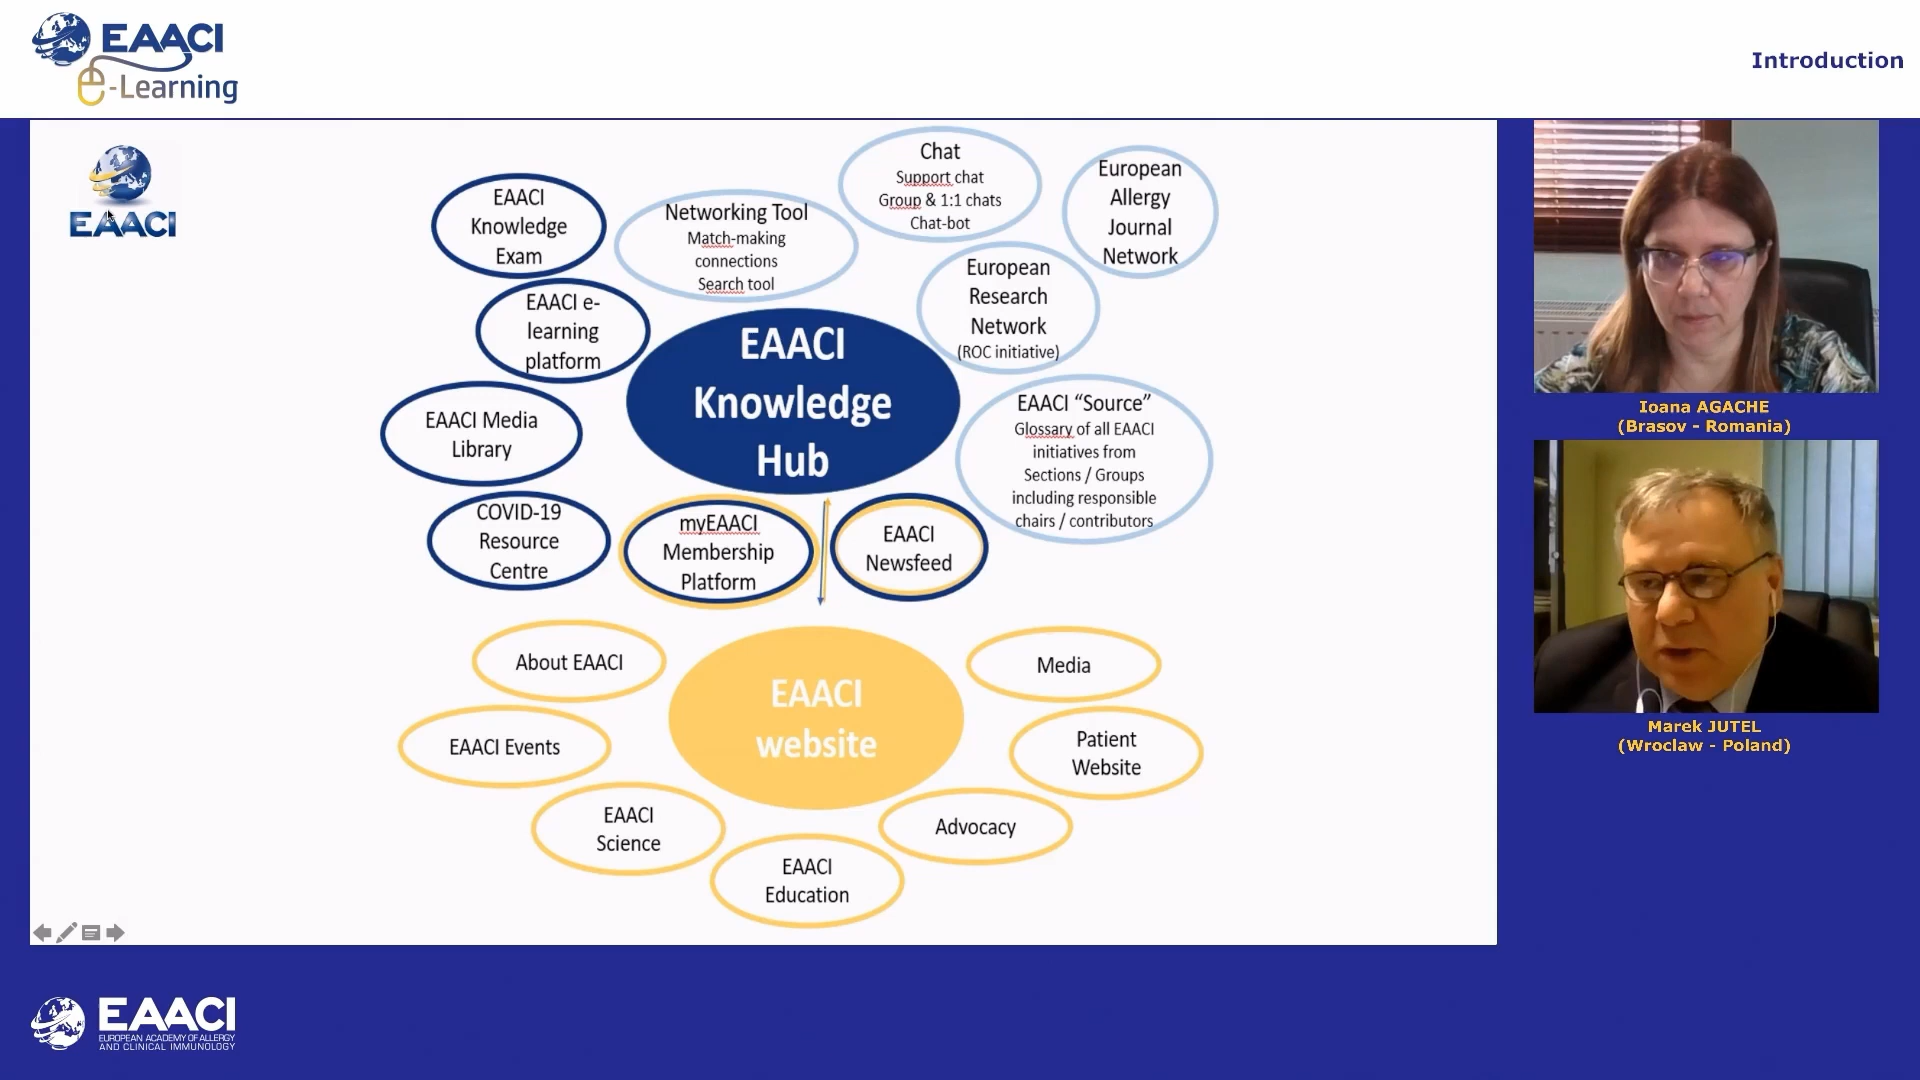 EAACI
e-Learning
Introduction
EAACI
EAACI
Knowledge
Exam
Networking Tool
Match-making
connections
Search tool
Chat
Support chat
Group & 1:1 chats
Chat-bot
European
Allergy
Journal
Network
European
Research
Network
(ROC initiative)
EAACI e-
learning
platform
EAACI
Knowledge
Hub
EAACI Media
Library
EAACI “Source”
Glossary of all EAACI
initiatives from
Sections / Groups
including responsible
chairs / contributors
COVID-19
Resource
Centre
myEAACI
Membership
Platform
EAACI
Newsfeed
About EAACI
EAACI
website
Media
EAACI Events
Patient
Website
EAACI
Science
Advocacy
EAACI
Education
Ioana AGACHE
(Brasov - Romania)
Marek JUTEL
(Wroclaw - Poland)
EAACI
EUROPEAN ACADEMY OF ALLERGY
AND CLINICAL IMMUNOLOGY